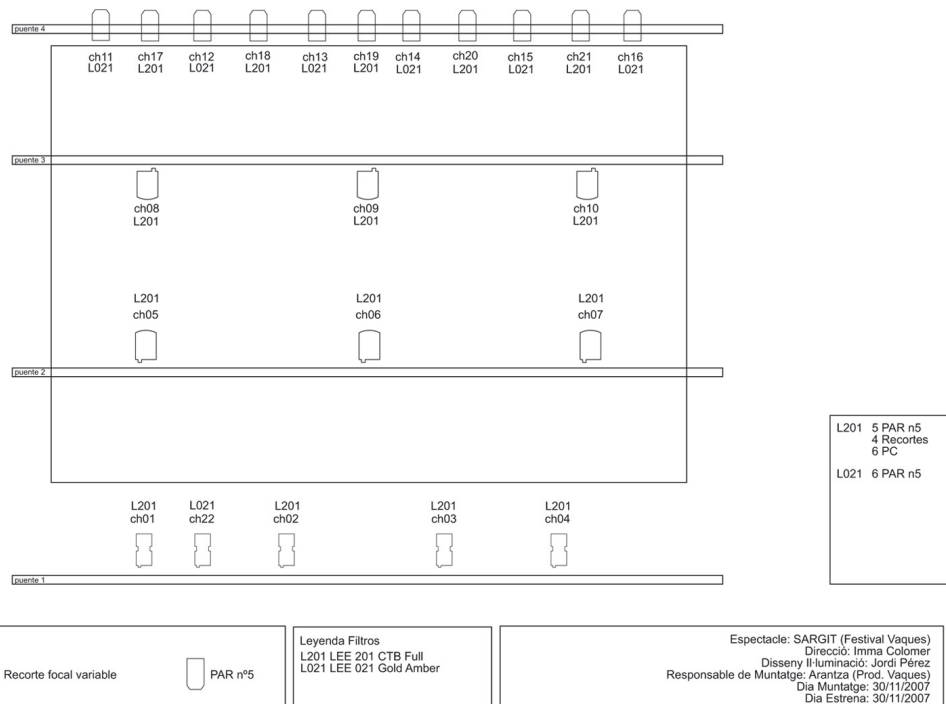 puente 4
ch11 ch17 ch12 ch18 ch13 ch19 ch14 ch20 ch15 ch21 ch16
L021 L201 L021 L201 L021 L201 L021 L201 L021 L201 L021
puente 3
ch08 ch09 ch10
L201 L201 L201
L201 L201 L201
ch05 ch06 ch07
puente 2
L201 5 PAR n5
4 Recortes
6 PC
L021 6 PAR n5
L201 L021 L201 L201 L201
ch01 ch22 ch02 ch03 ch04
puente 1
Recorte focal variable
PAR nº5
Leyenda Filtros
L201 LEE 201 CTB Full
L021 LEE 021 Gold Amber
Espectacle: SARGIT (Festival Vaques)
Direcció: Imma Colomer
Disseny Il·luminació: Jordi Pérez
Responsable de Muntatge: Arantza (Prod. Vaques)
Dia Muntatge: 30/11/2007
Dia Estrena: 30/11/2007